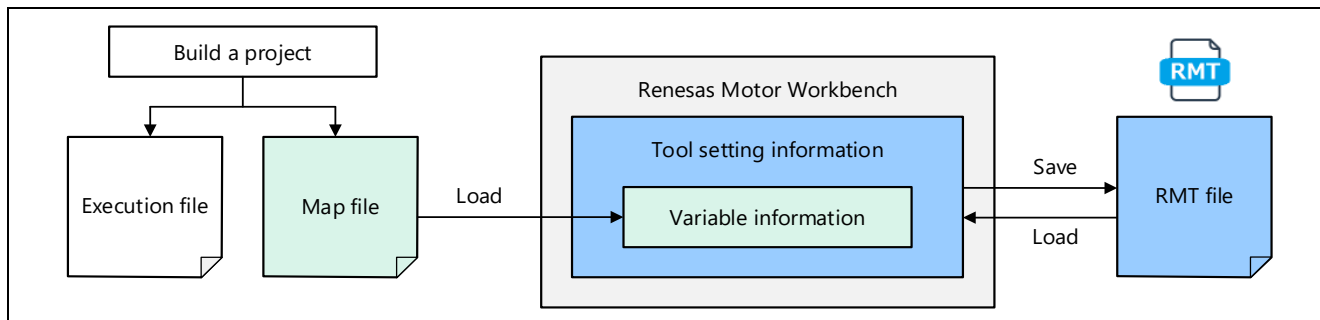 Build a project
RMT
Renesas Motor Workbench
Tool setting information
Execution file
Map file
Load
Variable information
Save
Load
RMT file